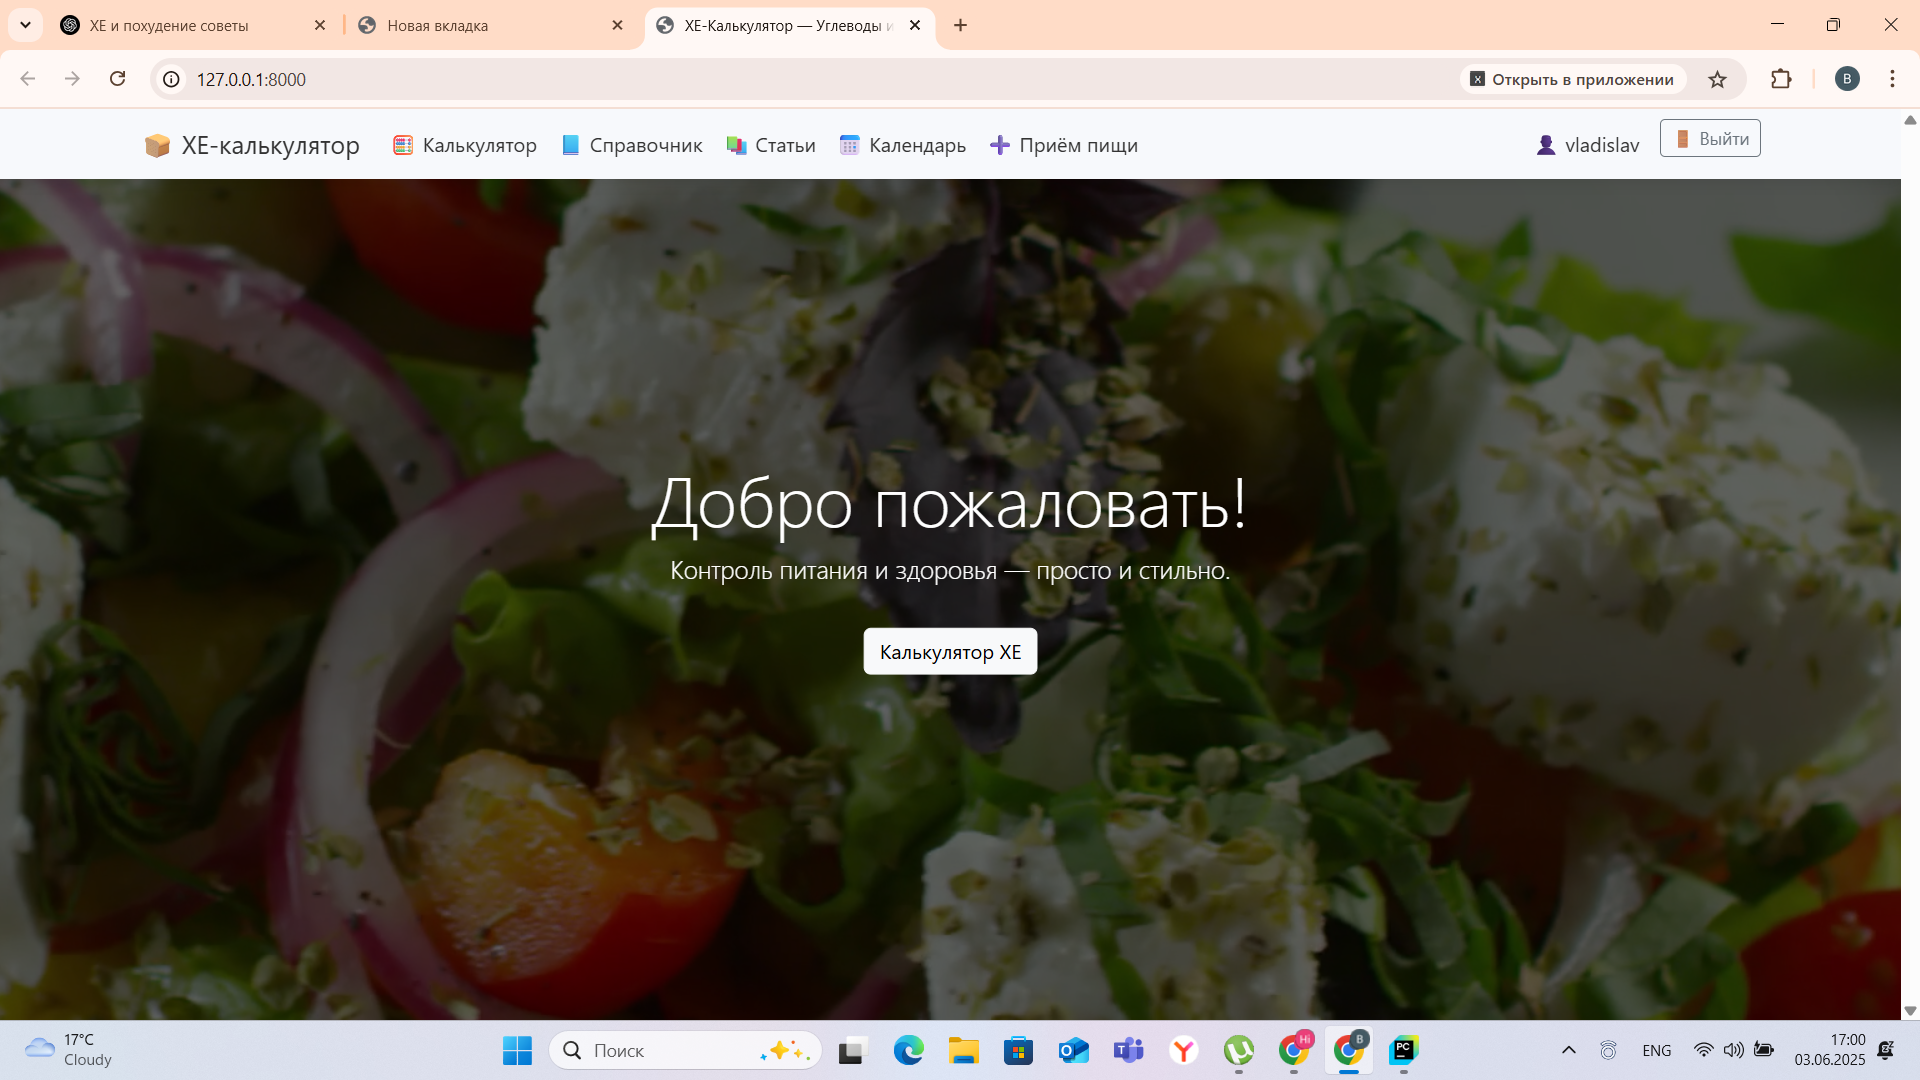 ХЕ и похудение советы
Новая вкладка
ХЕ-Калькулятор — Углеводы и
127.0.0.1:8000
Открыть в приложении
B
ХЕ-калькулятор
Калькулятор
Справочник
Статьи
Календарь
Приём пищи
vladislav
Выйти
Добро пожаловать!
Контроль питания и здоровья — просто и стильно.
Калькулятор ХЕ
17°C
Cloudy
Поиск
Hi
B
PC
ENG
17:00
03.06.2025